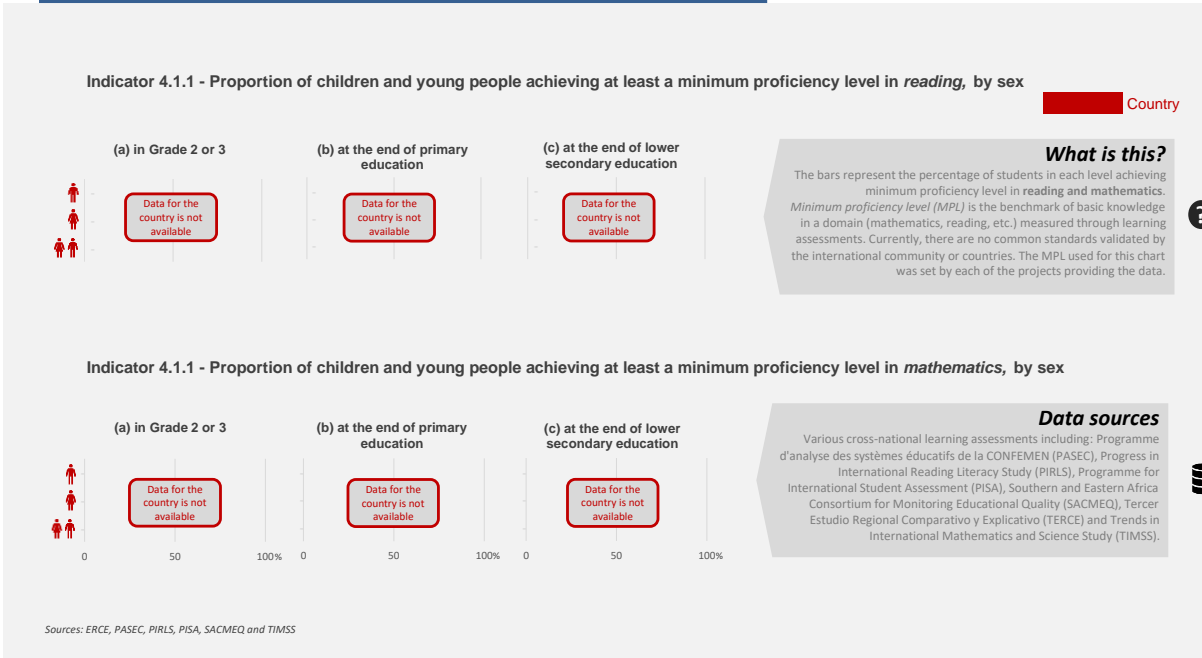 Indicator 4.1.1 - Proportion of children and young people achieving at least a minimum proficiency level in reading, by sex
Country
(a) in Grade 2 or 3
(b) at the end of primary
education
(c) at the end of lower
secondary education
Data for the
country is not
available
Data for the
country is not
available
Data for the
country is not
available
What is this?
The bars represent the percentage of students in each level achieving
minimum proficiency level in reading and mathematics.
Minimum proficiency level (MPL) is the benchmark of basic knowledge
in a domain (mathematics, reading, etc.) measured through learning
assessments. Currently, there are no common standards validated by
the international community or countries. The MPL used for this chart
was set by each of the projects providing the data.
?
Indicator 4.1.1 - Proportion of children and young people achieving at least a minimum proficiency level in mathematics, by sex
(a) in Grade 2 or 3
(b) at the end of primary
education
(c) at the end of lower
secondary education
Data for the
country is not
available
Data for the
country is not
available
Data for the
country is not
available
0 50 100%
0 50 100%
0 50 100%
Data sources
Various cross-national learning assessments including: Programme
d'analyse des systèmes éducatifs de la CONFEMEN (PASEC), Progress in
International Reading Literacy Study (PIRLS), Programme for
International Student Assessment (PISA), Southern and Eastern Africa
Consortium for Monitoring Educational Quality (SACMEQ), Tercer
Estudio Regional Comparativo y Explicativo (TERCE) and Trends in
International Mathematics and Science Study (TIMSS).
Sources: ERCE, PASEC, PIRLS, PISA, SACMEQ and TIMSS